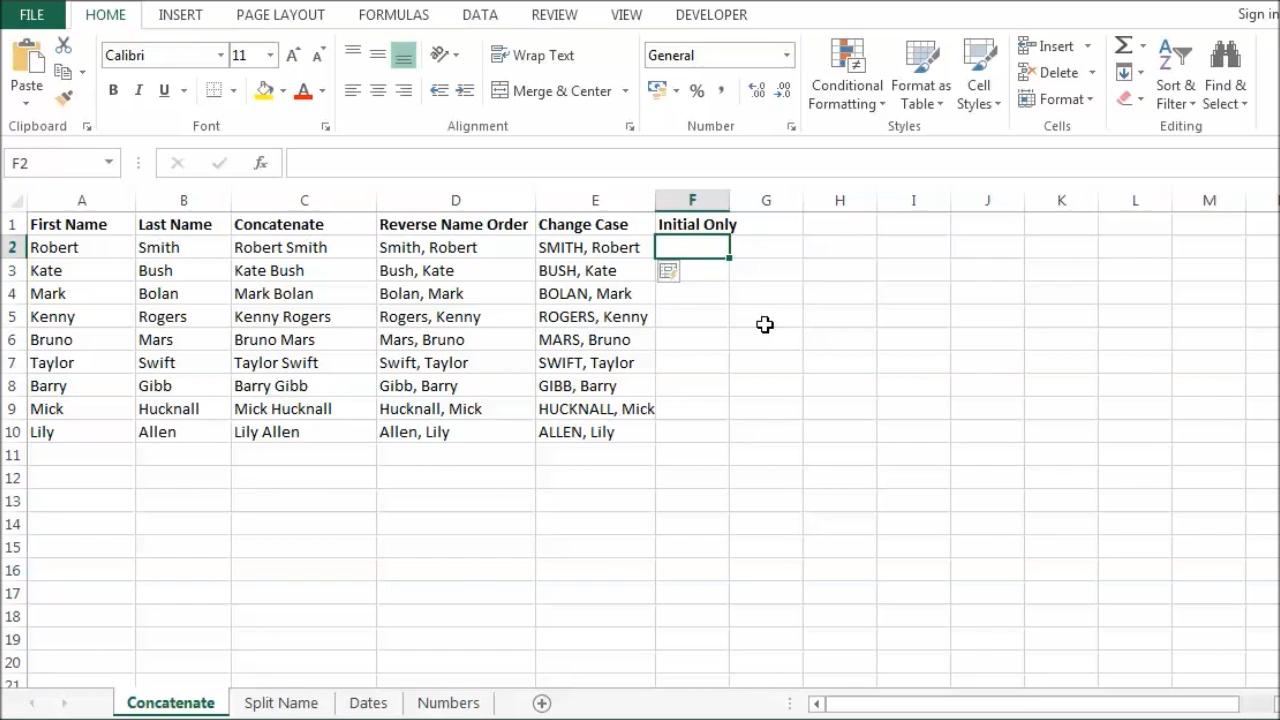 FILE HOME INSERT PAGE LAYOUT FORMULAS DATA REVIEW VIEW DEVELOPER Sign in
Calibri 11 Wrap Text General Insert
Paste Conditional Format as Cell Delete Sort & Find &
B I U Merge & Center % , Formatting Table Styles Format Filter Select
Clipboard Font Alignment Number Styles Cells Editing
F2 fx
A B C D E F G H I J K L M
1 First Name Last Name Concatenate Reverse Name Order Change Case Initial Only
2 Robert Smith Robert Smith Smith, Robert SMITH, Robert
3 Kate Bush Kate Bush Bush, Kate BUSH, Kate
4 Mark Bolan Mark Bolan Bolan, Mark BOLAN, Mark
5 Kenny Rogers Kenny Rogers Rogers, Kenny ROGERS, Kenny
6 Bruno Mars Bruno Mars Mars, Bruno MARS, Bruno
7 Taylor Swift Taylor Swift Swift, Taylor SWIFT, Taylor
8 Barry Gibb Barry Gibb Gibb, Barry GIBB, Barry
9 Mick Hucknall Mick Hucknall Hucknall, Mick HUCKNALL, Mick
10 Lily Allen Lily Allen Allen, Lily ALLEN, Lily
11
12
13
14
15
16
17
18
19
20
21
Concatenate Split Name Dates Numbers